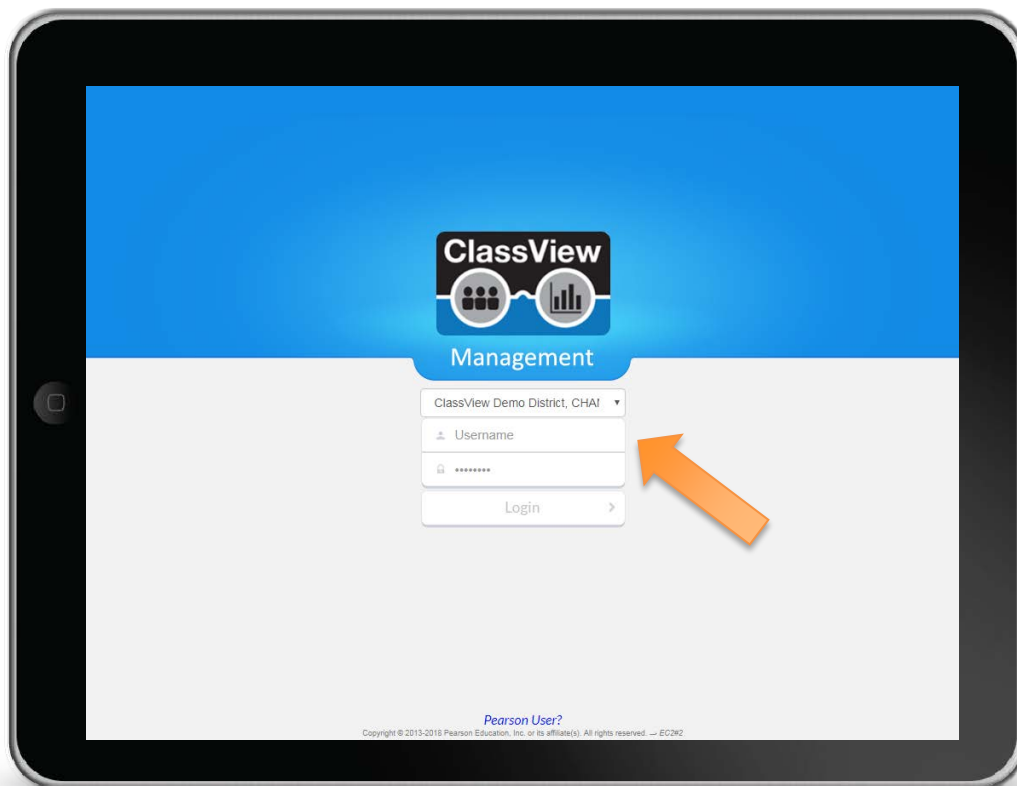 ClassView
Management
ClassView Demo District, CHA
Username
••••••••
Login
Pearson User?
Copyright © 2013-2018 Pearson Education, Inc. or its affiliate(s). All rights reserved. — EC2#2